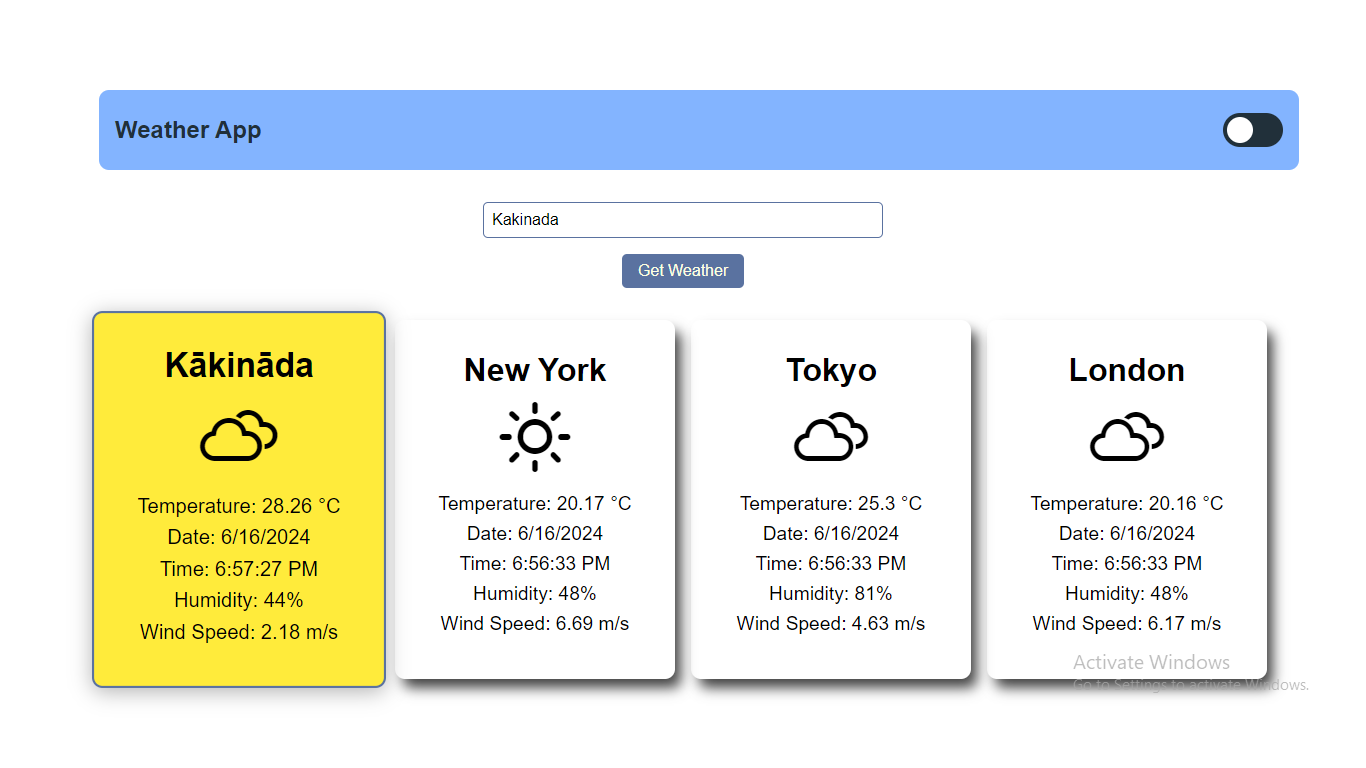 Weather App
Kakinada
Get Weather
Kākināda
Temperature: 28.26 °C
Date: 6/16/2024
Time: 6:57:27 PM
Humidity: 44%
Wind Speed: 2.18 m/s
New York
Temperature: 20.17 °C
Date: 6/16/2024
Time: 6:56:33 PM
Humidity: 48%
Wind Speed: 6.69 m/s
Tokyo
Temperature: 25.3 °C
Date: 6/16/2024
Time: 6:56:33 PM
Humidity: 81%
Wind Speed: 4.63 m/s
London
Temperature: 20.16 °C
Date: 6/16/2024
Time: 6:56:33 PM
Humidity: 48%
Wind Speed: 6.17 m/s
Activate Windows
Go to Settings to activate Windows.